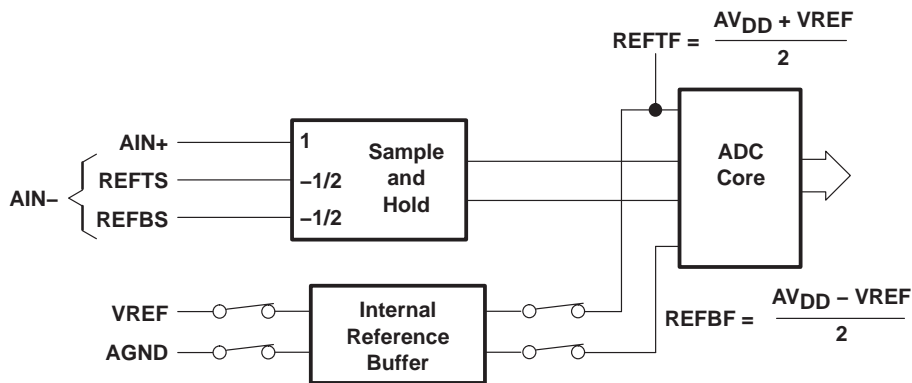 REFTF = AVDD + VREF
2
AIN+
1
Sample
and
Hold
ADC
Core
AIN−
REFTS
−1/2
REFBS
−1/2
VREF
Internal
Reference
Buffer
AGND
REFBF = AVDD − VREF
2